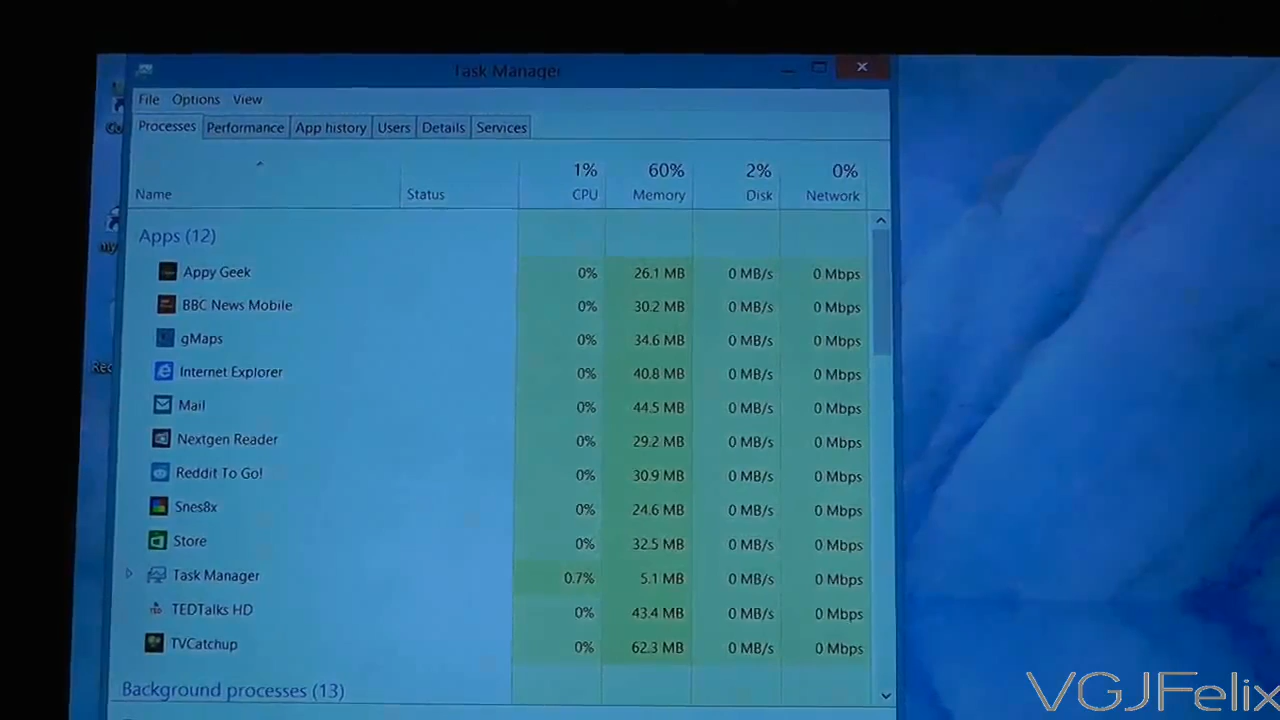 Task Manager
File Options View
Processes Performance App history Users Details Services
1% 60% 2% 0%
Name Status CPU Memory Disk Network
Apps (12)
Appy Geek 0% 26.1 MB 0 MB/s 0 Mbps
BBC News Mobile 0% 30.2 MB 0 MB/s 0 Mbps
gMaps 0% 34.6 MB 0 MB/s 0 Mbps
Internet Explorer 0% 40.8 MB 0 MB/s 0 Mbps
Mail 0% 44.5 MB 0 MB/s 0 Mbps
Nextgen Reader 0% 29.2 MB 0 MB/s 0 Mbps
Reddit To Go! 0% 30.9 MB 0 MB/s 0 Mbps
Snes8x 0% 24.6 MB 0 MB/s 0 Mbps
Store 0% 32.5 MB 0 MB/s 0 Mbps
Task Manager 0.7% 5.1 MB 0 MB/s 0 Mbps
TEDTalks HD 0% 43.4 MB 0 MB/s 0 Mbps
TVCatchup 0% 62.3 MB 0 MB/s 0 Mbps
Background processes (13)
VGJFelix